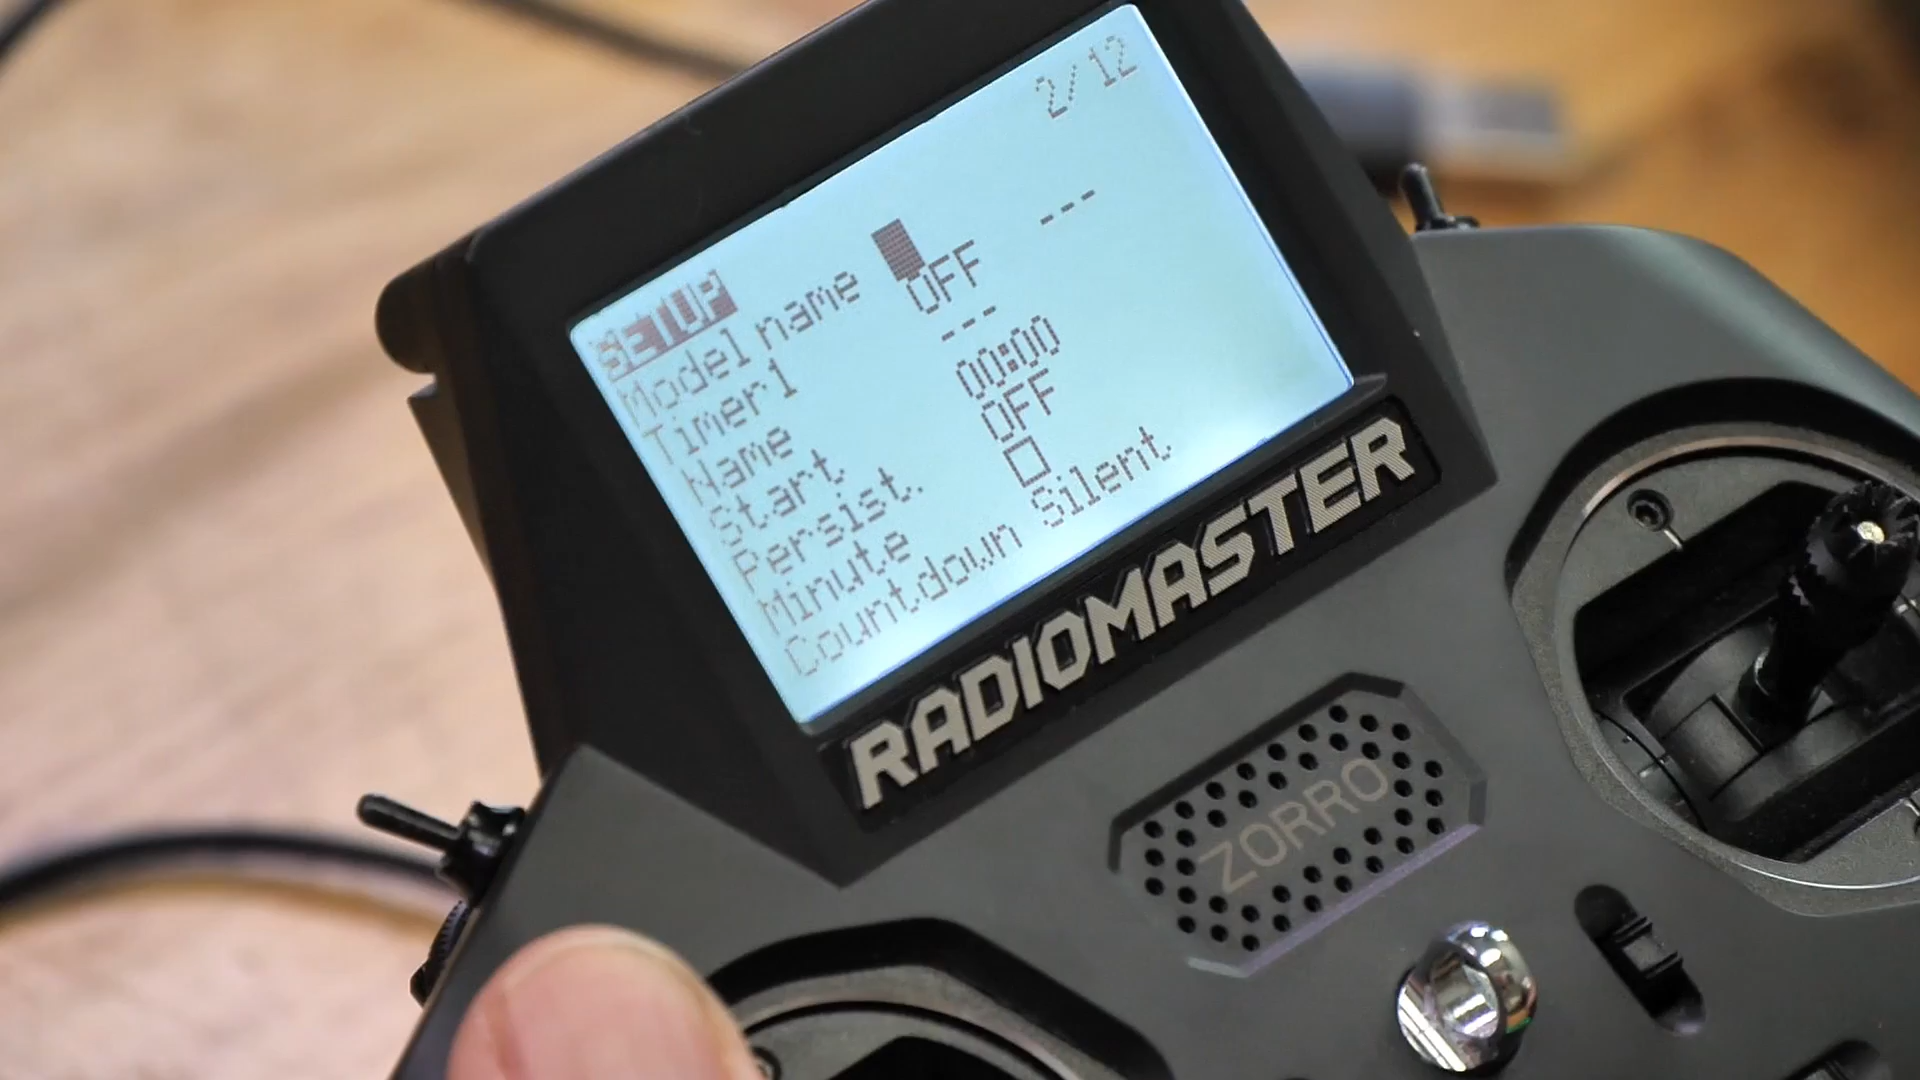 SETUP 2/12
Model name
Timer1 OFF ---
Name ---
Start 00:00
Persist. OFF
Minute
Countdown Silent
RADIOMASTER
ZORRO